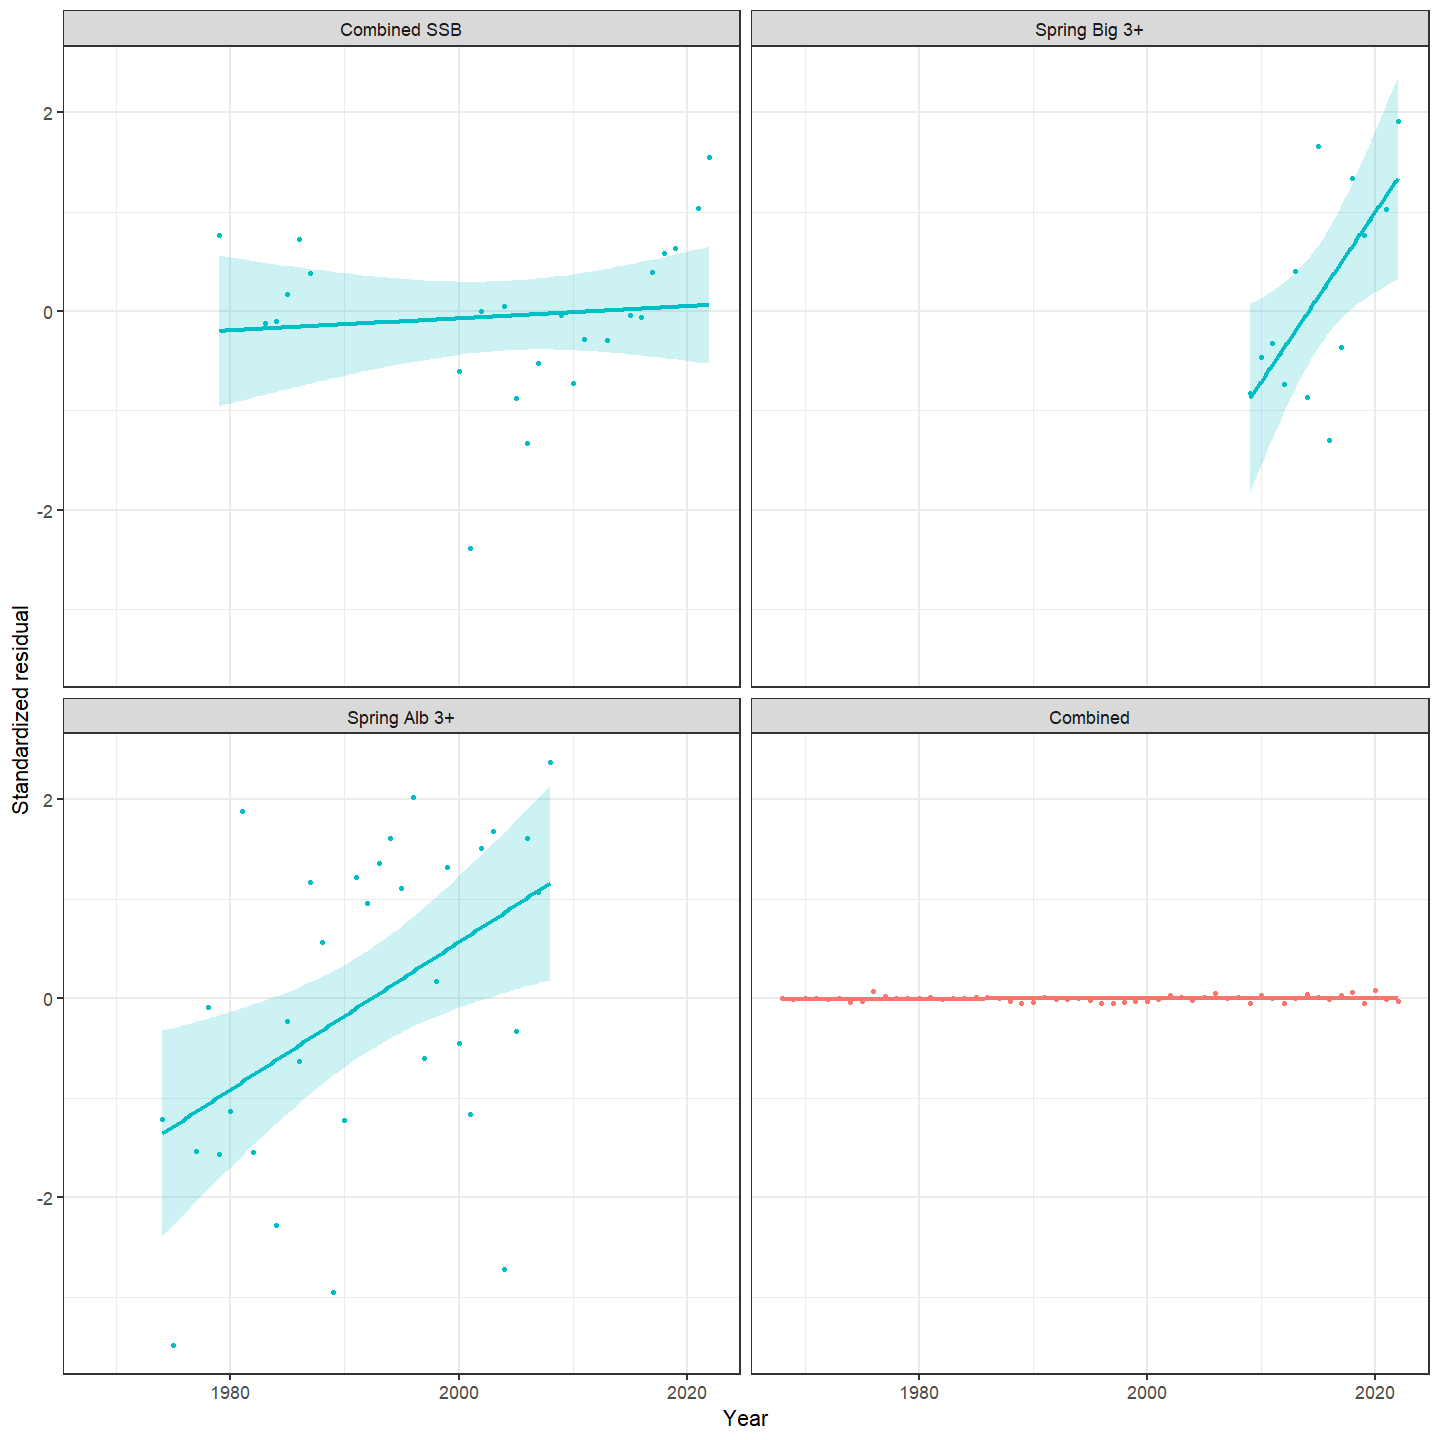 Combined SSB
Spring Big 3+
2
0
-2
Spring Alb 3+
Combined
2
0
-2
Standardized residual
1980
2000
2020
1980
2000
2020
Year